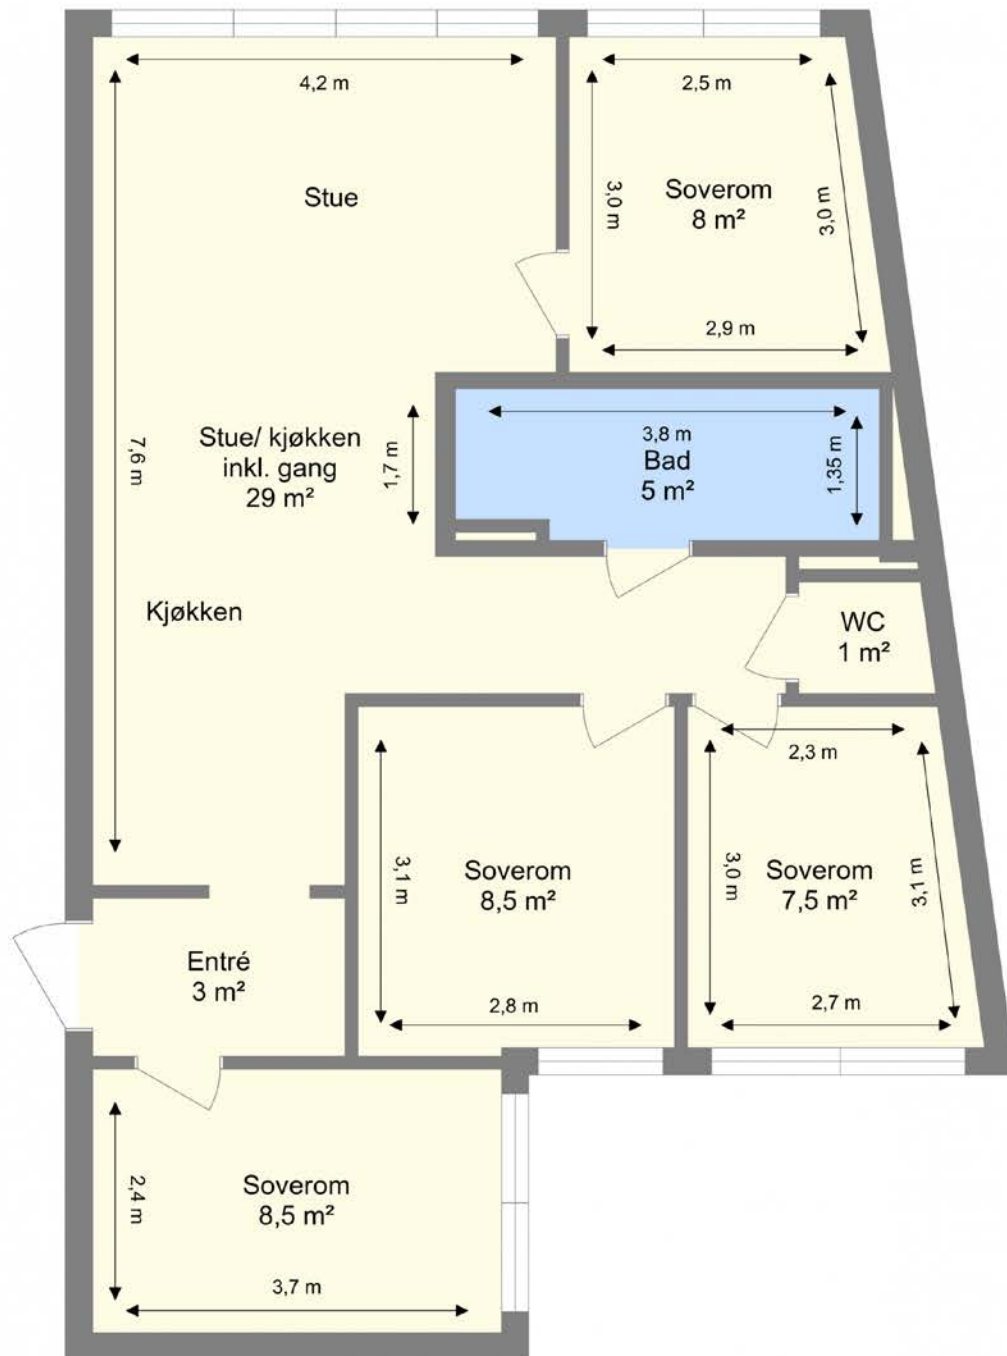 4,2 m
2,5 m
Stue
3,0 m
Soverom
8 m²
3,0 m
2,9 m
7,6 m
Stue/ kjøkken
inkl. gang
29 m²
1,7 m
3,8 m
Bad
5 m²
1,35 m
Kjøkken
WC
1 m²
2,3 m
3,1 m
Soverom
8,5 m²
3,0 m
Soverom
7,5 m²
3,1 m
Entré
3 m²
2,8 m
2,7 m
2,4 m
Soverom
8,5 m²
3,7 m